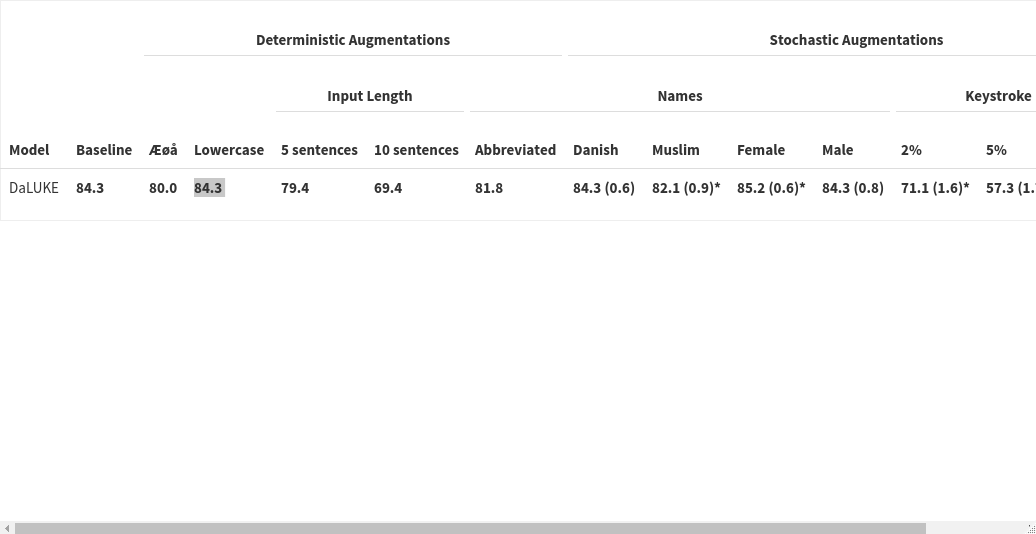 Deterministic Augmentations Stochastic Augmentations
Input Length Names Keystroke
Model Baseline Æøå Lowercase 5 sentences 10 sentences Abbreviated Danish Muslim Female Male 2% 5%
DaLUKE 84.3 80.0 84.3 79.4 69.4 81.8 84.3 (0.6) 82.1 (0.9)* 85.2 (0.6)* 84.3 (0.8) 71.1 (1.6)* 57.3 (1.